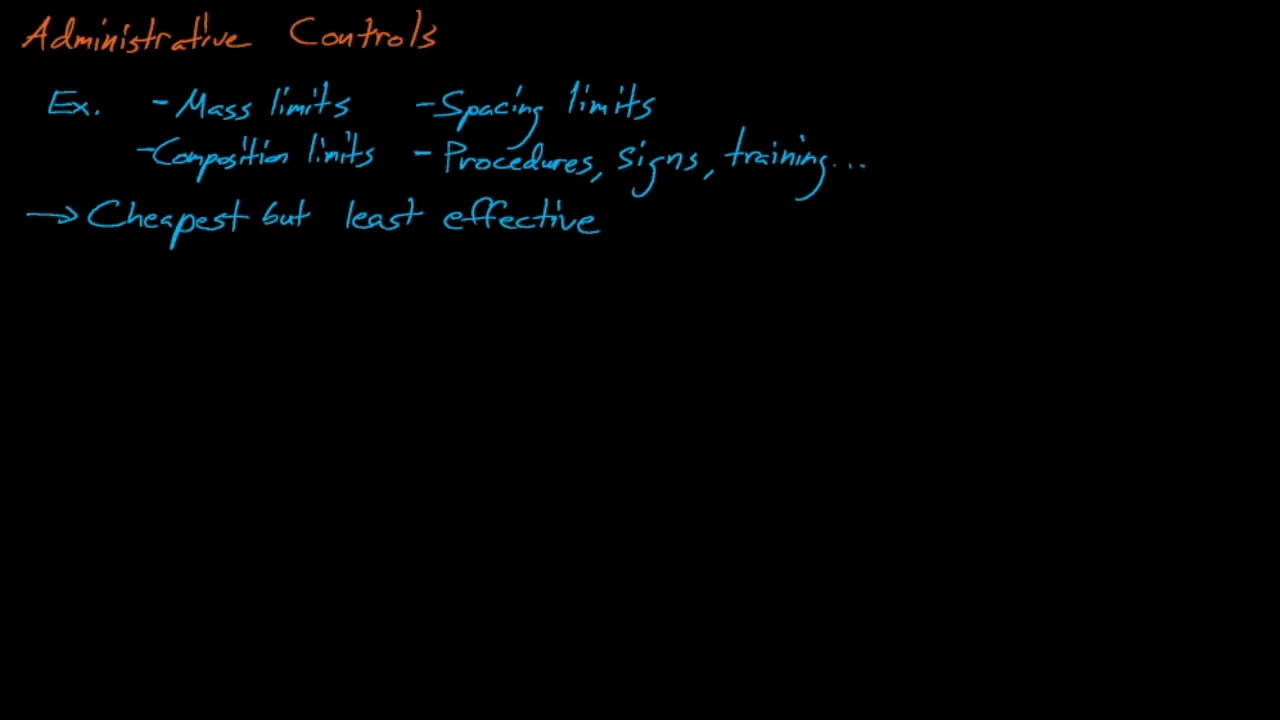 Administrative Controls
Ex. - Mass limits - Spacing limits
- Composition limits - Procedures, signs, training...
→ Cheapest but least effective